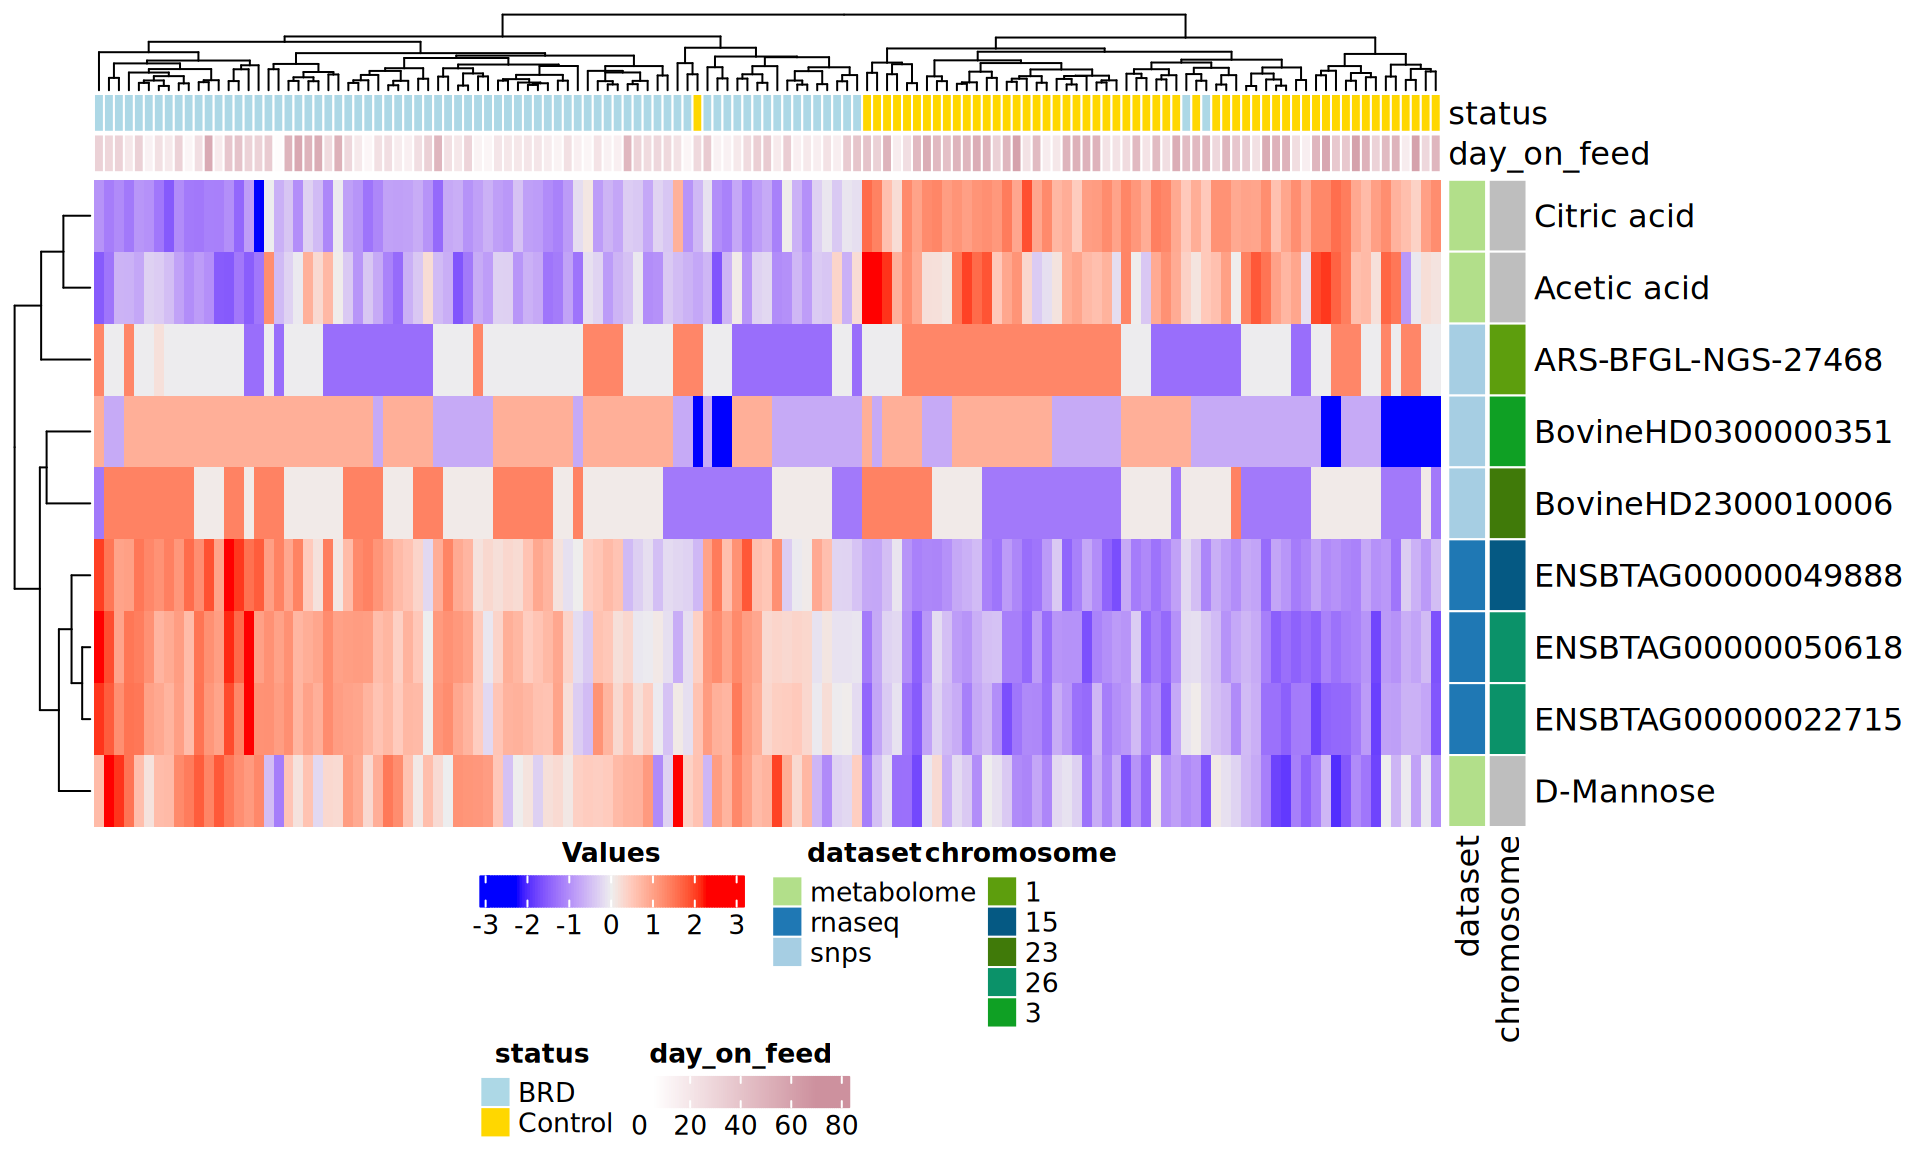 status
day_on_feed
Citric acid
Acetic acid
ARS-BFGL-NGS-27468
BovineHD0300000351
BovineHD2300010006
ENSBTAG00000049888
ENSBTAG00000050618
ENSBTAG00000022715
D-Mannose
dataset
chromosome
Values
-3 -2 -1 0 1 2 3
dataset
metabolome
rnaseq
snps
chromosome
1
15
23
26
3
status
BRD
Control
day_on_feed
0 20 40 60 80